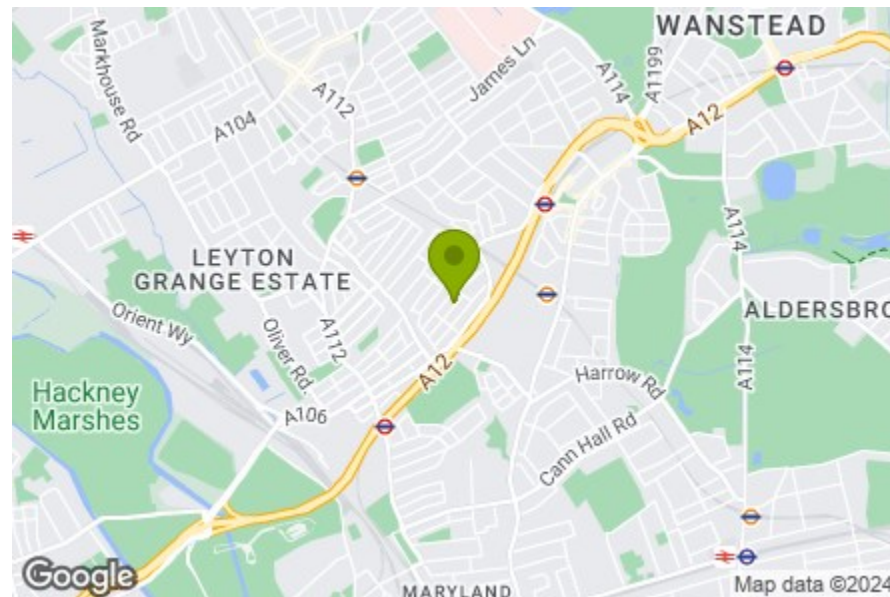 WANSTEAD
Markhouse Rd
James Ln
A114
A1199
A112
A104
A12
A114
LEYTON
GRANGE ESTATE
Orient Wy
Oliver Rd.
A112
ALDERSBRO
A12
A114
Harrow Rd
Hackney
Marshes
A106
Cann Hall Rd
Google
MARYLAND
Map data ©2024